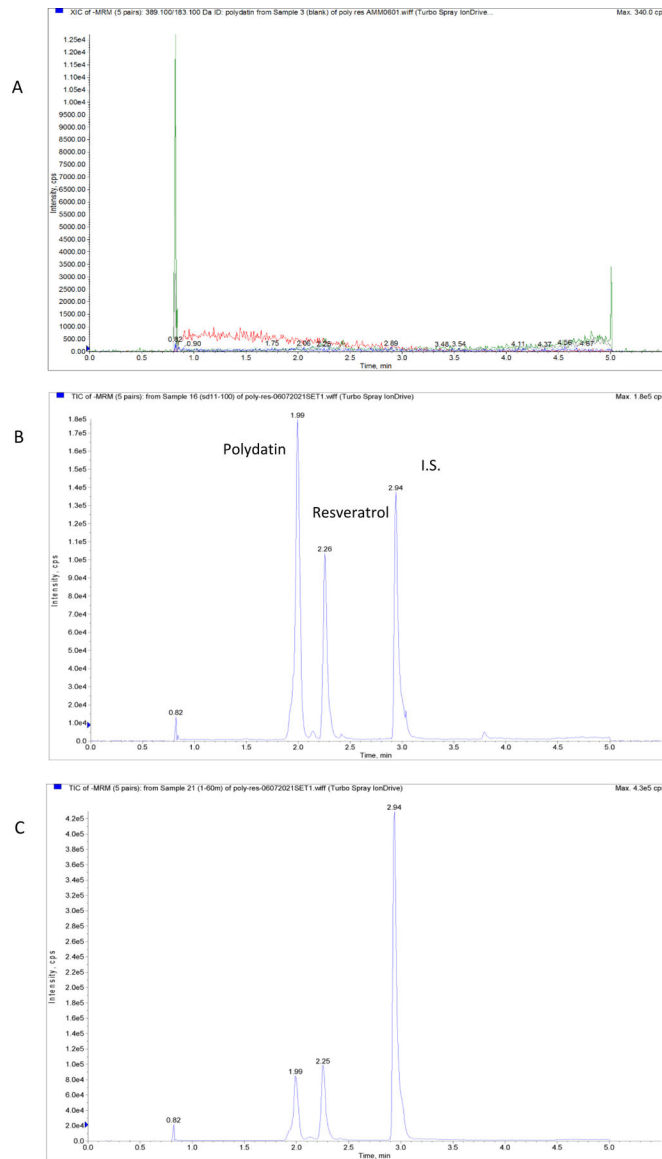 XIC of -MRM (5 pairs): 389.100/183.100 Da ID: polydatin from Sample 3 (blank) of poly res AMM0601.wiff (Turbo Spray IonDrive... Max. 340.0 cp
A
1.25e4
1.20e4
1.15e4
1.10e4
1.05e4
1.00e4
9500.00
9000.00
8500.00
8000.00
7500.00
7000.00
6500.00
6000.00
5500.00
5000.00
4500.00
4000.00
3500.00
3000.00
2500.00
2000.00
1500.00
1000.00
500.00
0.00
Intensity, cps
0.82 0.90 1.75 2.06 2.25 2.89 3.48 3.54 4.11 4.37 4.56 4.67
0.0 0.5 1.0 1.5 2.0 2.5 3.0 3.5 4.0 4.5 5.0
Time, min
B
TIC of -MRM (5 pairs): from Sample 16 (sd11-100) of poly-res-06072021SET1.wiff (Turbo Spray IonDrive) Max. 1.8e5 cp
1.8e5
1.7e5
1.6e5
1.5e5
1.4e5
1.3e5
1.2e5
1.1e5
1.0e5
9.0e4
8.0e4
7.0e4
6.0e4
5.0e4
4.0e4
3.0e4
2.0e4
1.0e4
0.0
Intensity, cps
1.99
Polydatin
I.S.
2.94
Resveratrol
2.26
0.82
0.0 0.5 1.0 1.5 2.0 2.5 3.0 3.5 4.0 4.5 5.0
Time, min
C
TIC of -MRM (5 pairs): from Sample 21 (1-60m) of poly-res-06072021SET1.wiff (Turbo Spray IonDrive) Max. 4.3e5 cp
4.2e5
4.0e5
3.8e5
3.6e5
3.4e5
3.2e5
3.0e5
2.8e5
2.6e5
2.4e5
2.2e5
2.0e5
1.8e5
1.6e5
1.4e5
1.2e5
1.0e5
8.0e4
6.0e4
4.0e4
2.0e4
0.0
Intensity, cps
2.94
1.99
2.25
0.82
0.0 0.5 1.0 1.5 2.0 2.5 3.0 3.5 4.0 4.5 5.0
Time, min